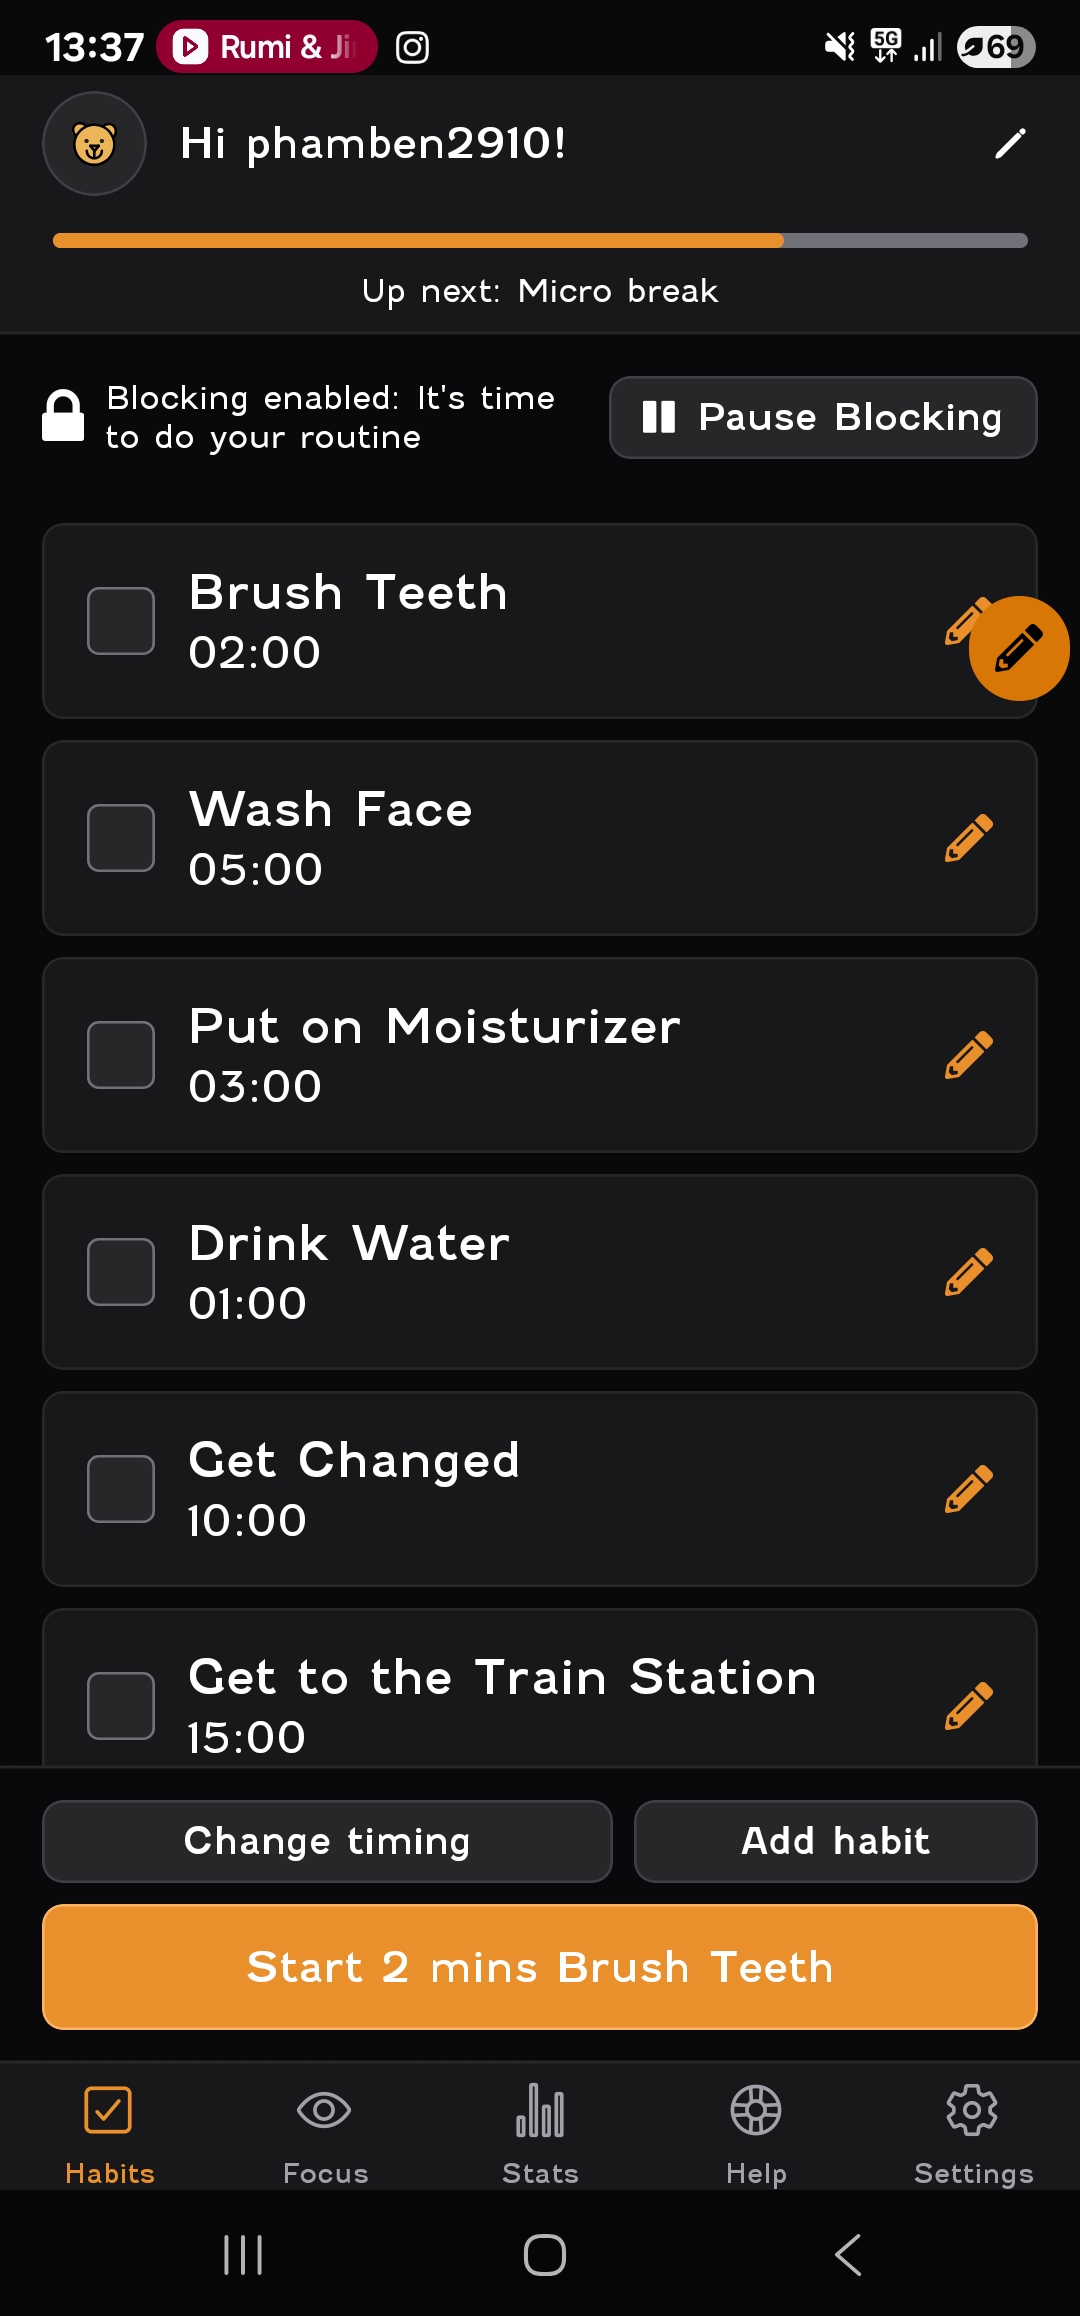 13:37 Rumi & Ji 5G 69
Hi phamben2910!
Up next: Micro break
Blocking enabled: It's time
to do your routine
Pause Blocking
Brush Teeth
02:00
Wash Face
05:00
Put on Moisturizer
03:00
Drink Water
01:00
Get Changed
10:00
Get to the Train Station
15:00
Change timing
Add habit
Start 2 mins Brush Teeth
Habits Focus Stats Help Settings